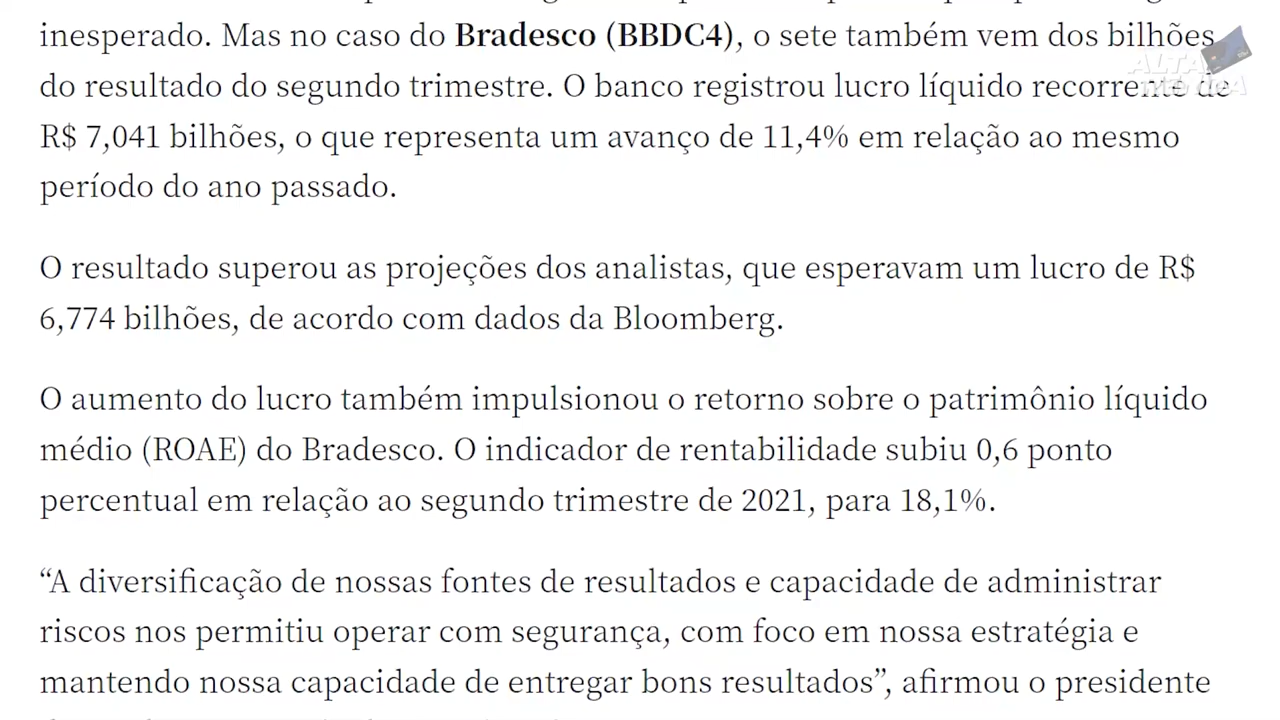 inesperado. Mas no caso do Bradesco (BBDC4), o sete também vem dos bilhões
do resultado do segundo trimestre. O banco registrou lucro líquido recorrente de
R$ 7,041 bilhões, o que representa um avanço de 11,4% em relação ao mesmo
período do ano passado.
O resultado superou as projeções dos analistas, que esperavam um lucro de R$
6,774 bilhões, de acordo com dados da Bloomberg.
O aumento do lucro também impulsionou o retorno sobre o patrimônio líquido
médio (ROAE) do Bradesco. O indicador de rentabilidade subiu 0,6 ponto
percentual em relação ao segundo trimestre de 2021, para 18,1%.
“A diversificação de nossas fontes de resultados e capacidade de administrar
riscos nos permitiu operar com segurança, com foco em nossa estratégia e
mantendo nossa capacidade de entregar bons resultados”, afirmou o presidente
ALTA